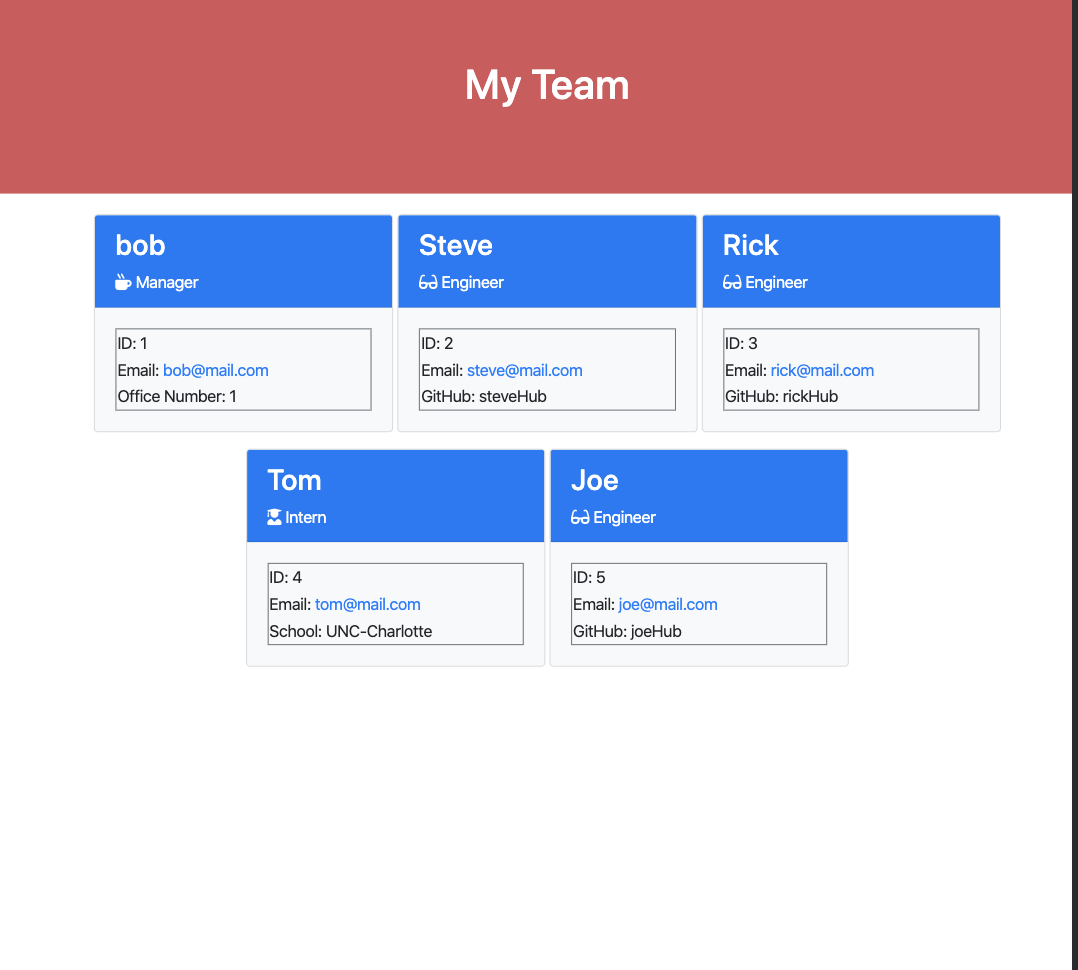 My Team
bob
Manager
ID: 1
Email: bob@mail.com
Office Number: 1
Steve
Engineer
ID: 2
Email: steve@mail.com
GitHub: steveHub
Rick
Engineer
ID: 3
Email: rick@mail.com
GitHub: rickHub
Tom
Intern
ID: 4
Email: tom@mail.com
School: UNC-Charlotte
Joe
Engineer
ID: 5
Email: joe@mail.com
GitHub: joeHub